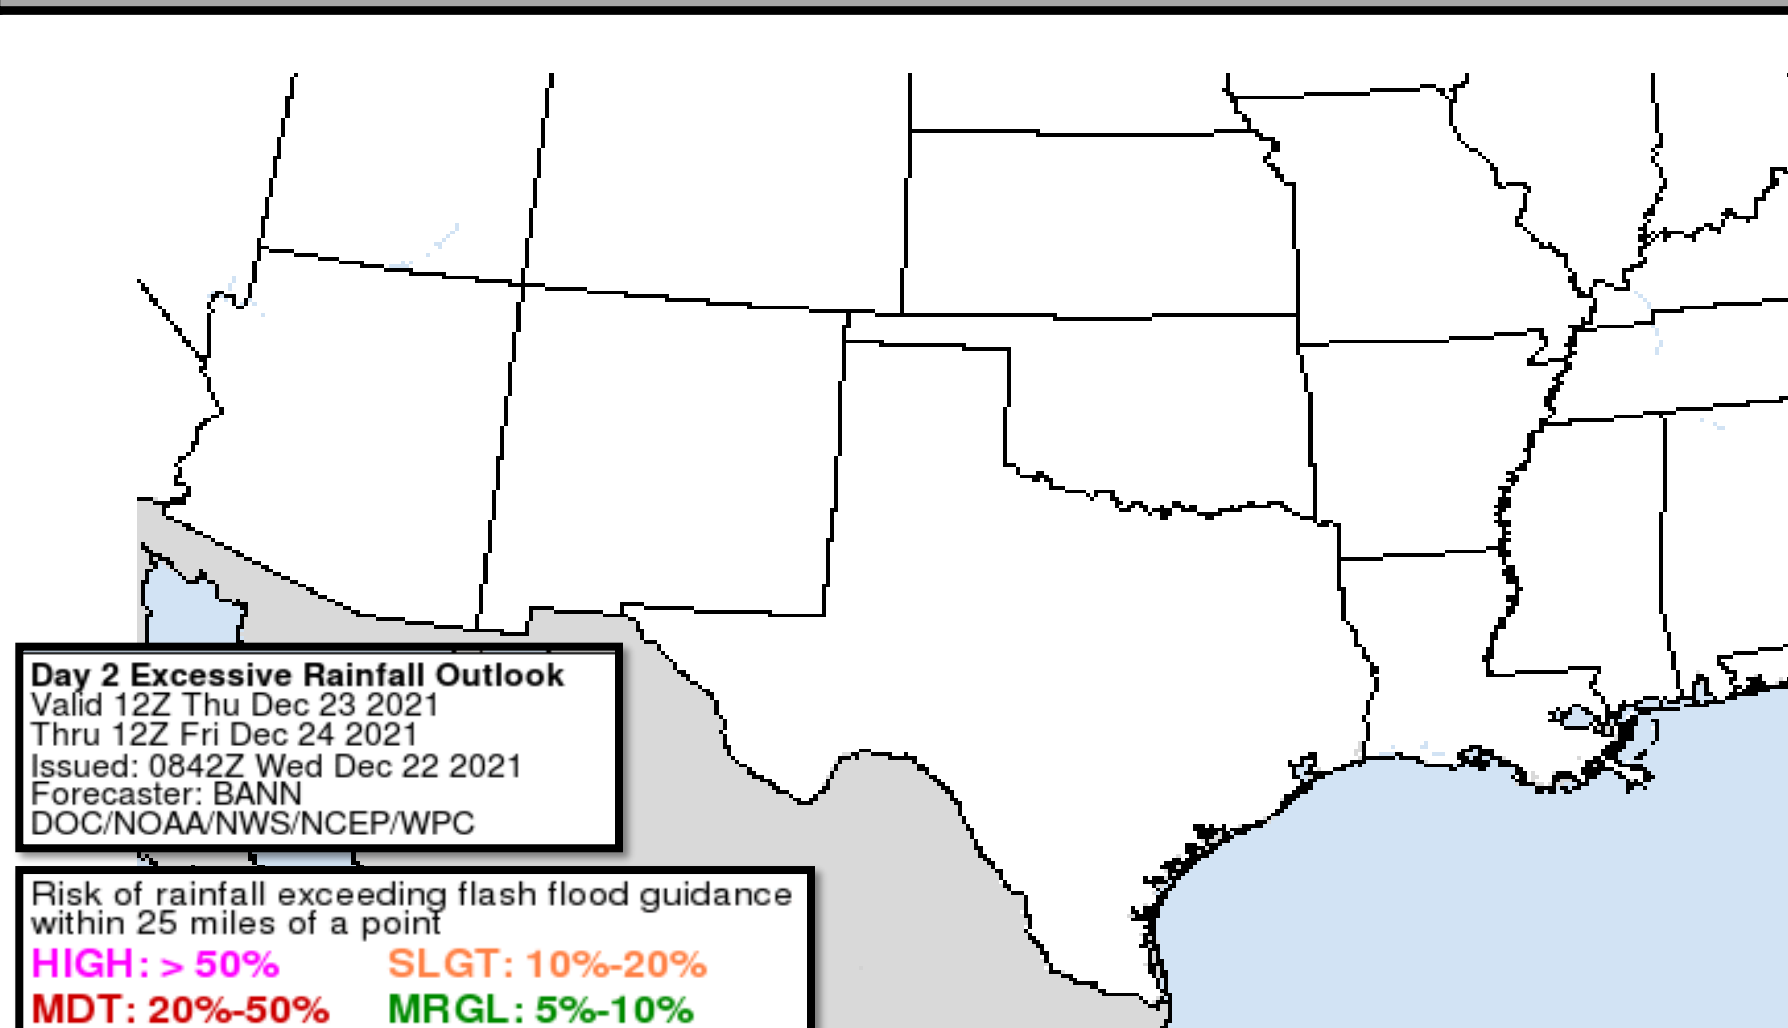 Day 2 Excessive Rainfall Outlook
Valid 12Z Thu Dec 23 2021
Thru 12Z Fri Dec 24 2021
Issued: 0842Z Wed Dec 22 2021
Forecaster: BANN
DOC/NOAA/NWS/NCEP/WPC
Risk of rainfall exceeding flash flood guidance
within 25 miles of a point
HIGH: > 50% SLGT: 10%-20%
MDT: 20%-50% MRGL: 5%-10%